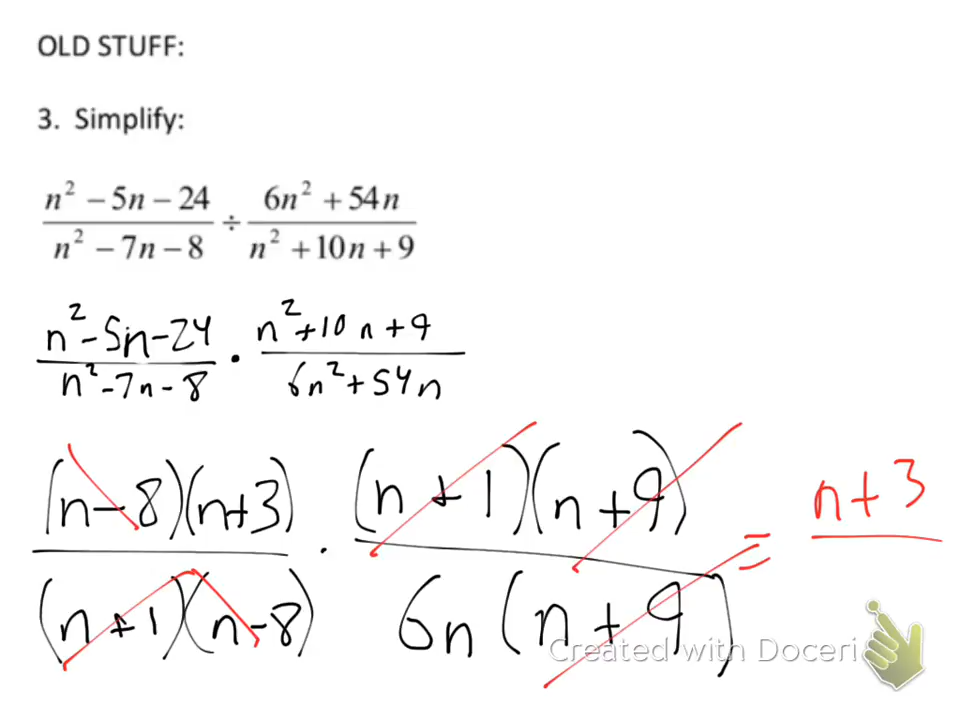 OLD STUFF:
3. Simplify:
n² – 5n – 24 / n² – 7n – 8 ÷ 6n² + 54n / n² + 10n + 9
n² - 5n - 24 / n² - 7n - 8 · n² + 10n + 9 / 6n² + 54n
(n - 8)(n + 3) / (n + 1)(n - 8) · (n + 1)(n + 9) / 6n(n + 9) = n + 3
Created with Doceri